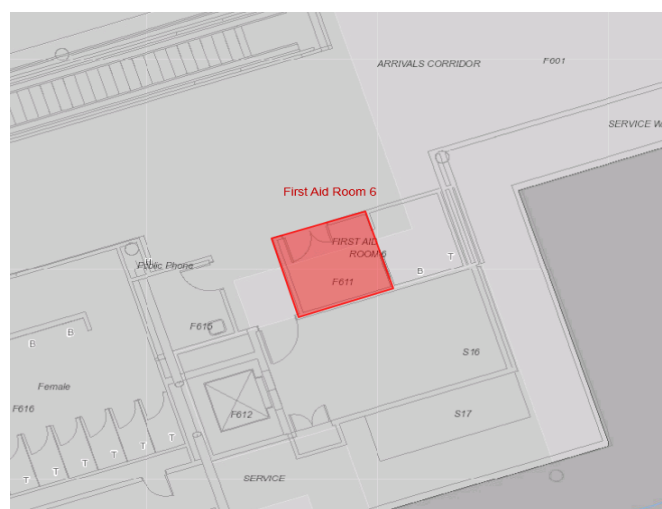 ARRIVALS CORRIDOR
F601
SERVICE W
First Aid Room 6
FIRST AID
ROOM 6
Public Phone
F611
B
T
F615
B
B
S16
Female
F616
F612
S17
T
T
T
T
T
T
SERVICE